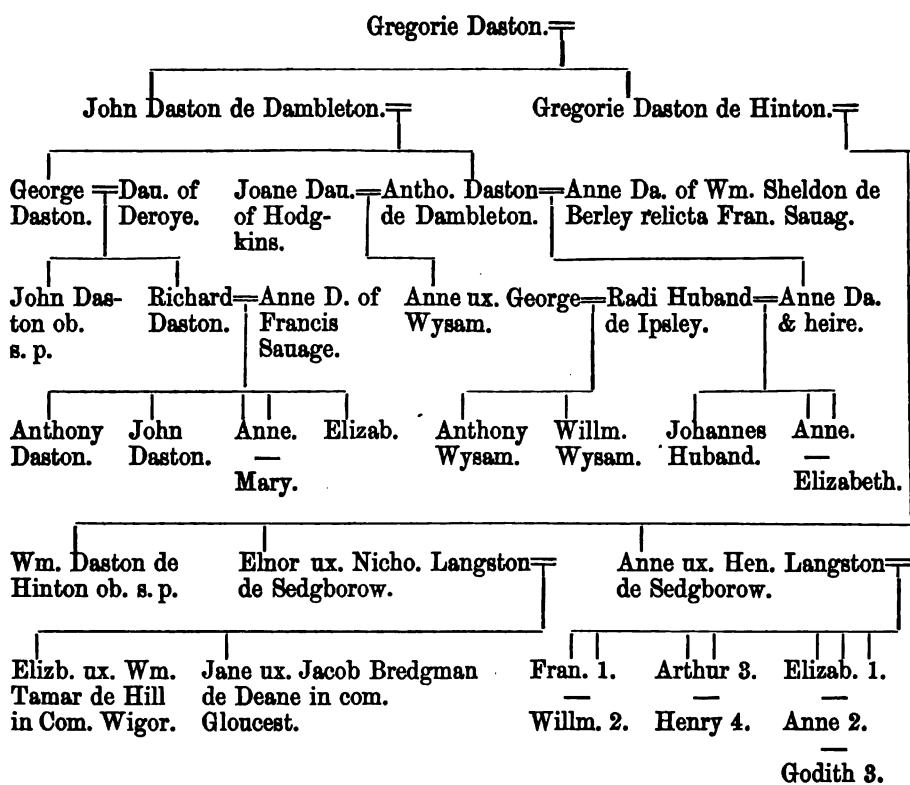 Gregorie Daston.
John Daston de Dambleton.
Gregorie Daston de Hinton.
George
Daston.
Dau. of
Deroye.
Joane Dau.
of Hodg-
kins.
Antho. Daston
de Dambleton.
Anne Da. of Wm. Sheldon de
Berley relicta Fran. Sauag.
John Das-
ton ob.
s. p.
Richard
Daston.
Anne D. of
Francis
Sauage.
Anne ux. George
Wysam.
Radi Huband
de Ipsley.
Anne Da.
& heire.
Anthony
Daston.
John
Daston.
Anne.
Mary.
Elizab.
Anthony
Wysam.
Willm.
Wysam.
Johannes
Huband.
Anne.
Elizabeth.
Wm. Daston de
Hinton ob. s. p.
Elnor ux. Nicho. Langston
de Sedgborow.
Anne ux. Hen. Langston
de Sedgborow.
Elizb. ux. Wm.
Tamar de Hill
in Com. Wigor.
Jane ux. Jacob Bredgman
de Deane in com.
Gloucest.
Fran. 1.
Willm. 2.
Arthur 3.
Henry 4.
Elizab. 1.
Anne 2.
Godith 3.